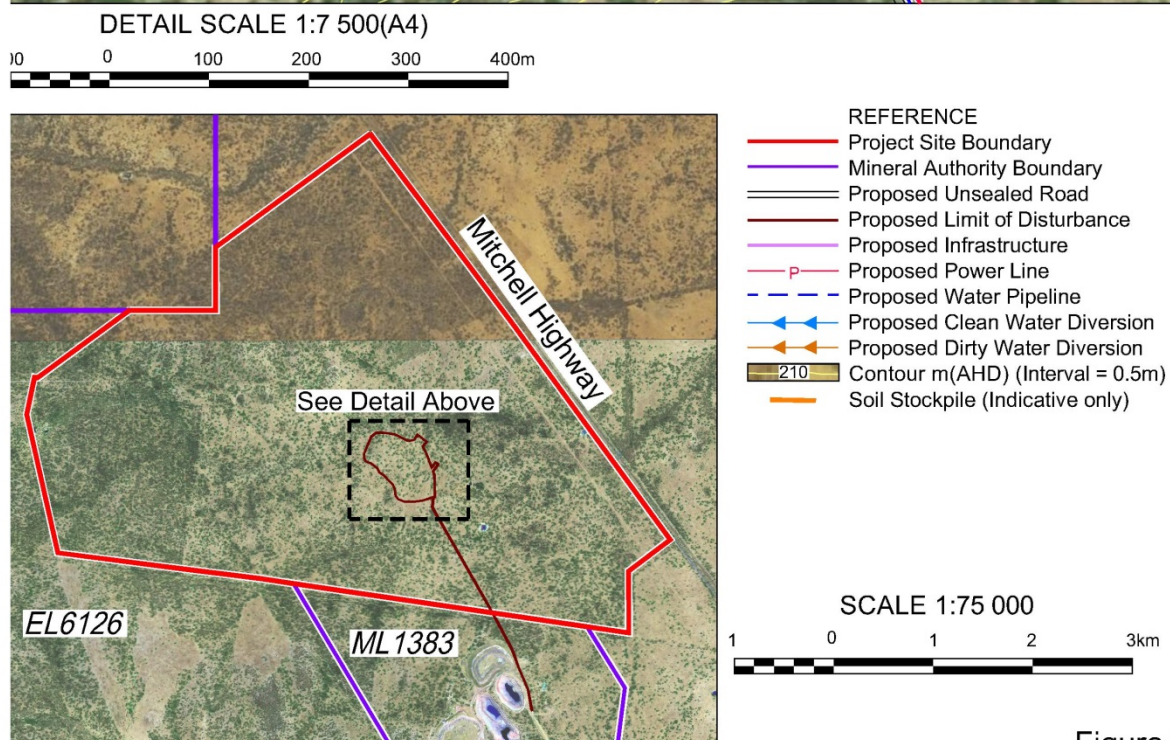 DETAIL SCALE 1:7 500(A4)
00 0 100 200 300 400m
REFERENCE
Project Site Boundary
Mineral Authority Boundary
Proposed Unsealed Road
Proposed Limit of Disturbance
Proposed Infrastructure
P Proposed Power Line
Proposed Water Pipeline
Proposed Clean Water Diversion
Proposed Dirty Water Diversion
210 Contour m(AHD) (Interval = 0.5m)
Soil Stockpile (Indicative only)
Mitchell Highway
See Detail Above
EL6126
ML1383
SCALE 1:75 000
1 0 1 2 3km
Figure